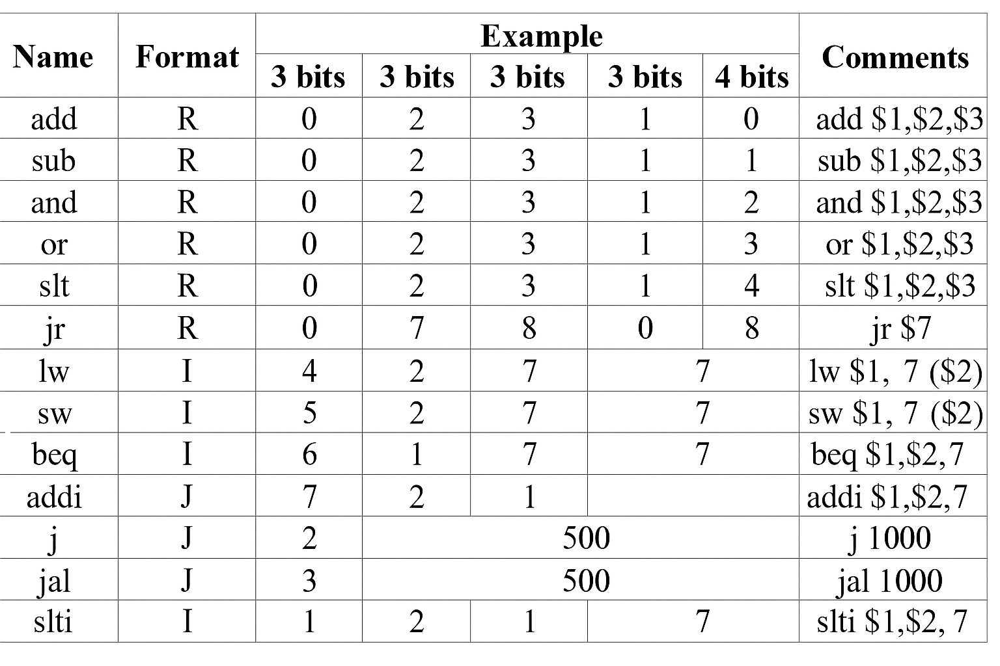 Name Format Example Comments
3 bits 3 bits 3 bits 3 bits 4 bits
add R 0 2 3 1 0 add $1,$2,$3
sub R 0 2 3 1 1 sub $1,$2,$3
and R 0 2 3 1 2 and $1,$2,$3
or R 0 2 3 1 3 or $1,$2,$3
slt R 0 2 3 1 4 slt $1,$2,$3
jr R 0 7 8 0 8 jr $7
lw I 4 2 7 7 lw $1, 7 ($2)
sw I 5 2 7 7 sw $1, 7 ($2)
beq I 6 1 7 7 beq $1,$2,7
addi J 7 2 1 addi $1,$2,7
j J 2 500 j 1000
jal J 3 500 jal 1000
slti I 1 2 1 7 slti $1,$2, 7